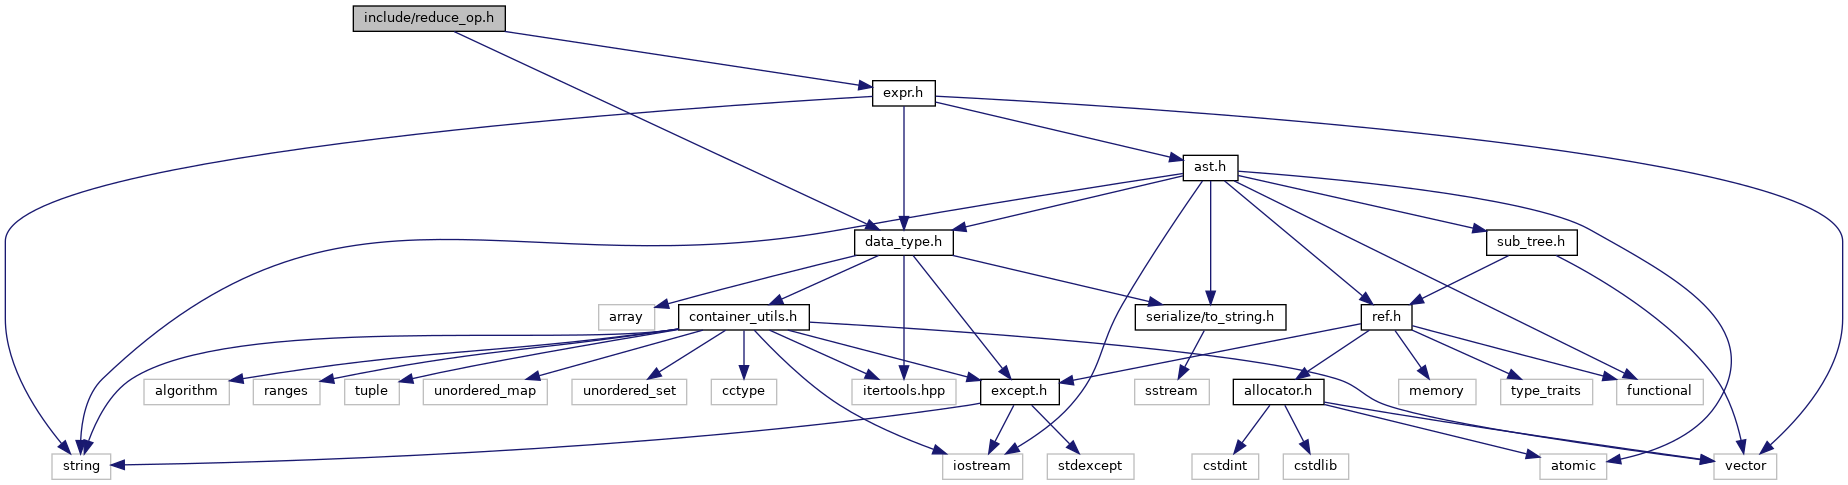 include/reduce_op.h
expr.h
ast.h
data_type.h
sub_tree.h
array
container_utils.h
serialize/to_string.h
ref.h
algorithm
ranges
tuple
unordered_map
unordered_set
cctype
itertools.hpp
except.h
sstream
allocator.h
memory
type_traits
functional
string
iostream
stdexcept
cstdint
cstdlib
atomic
vector